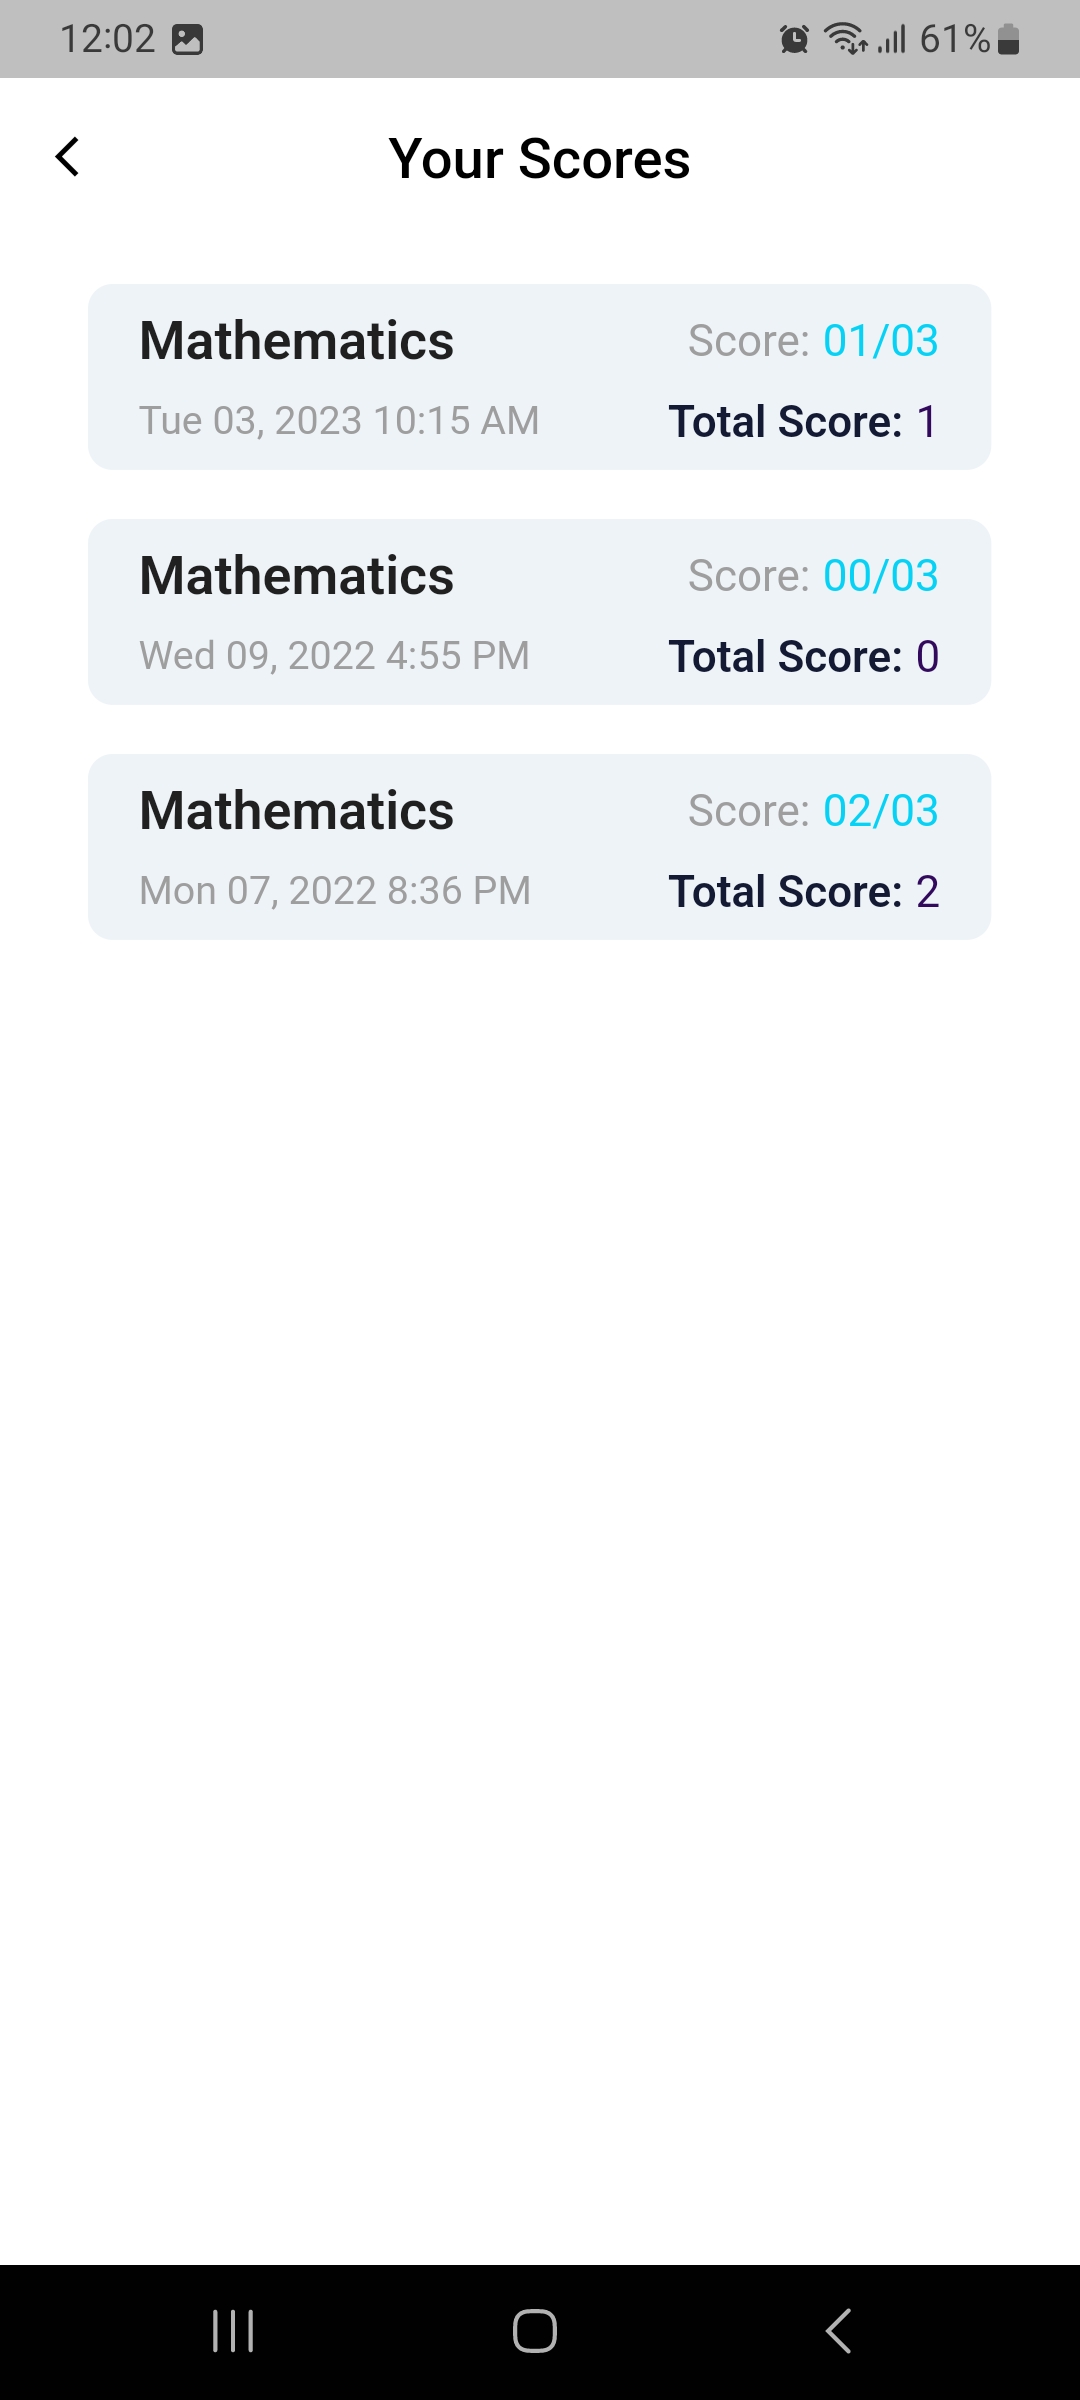 12:02 61%
Your Scores
Mathematics Score: 01/03
Tue 03, 2023 10:15 AM Total Score: 1
Mathematics Score: 00/03
Wed 09, 2022 4:55 PM Total Score: 0
Mathematics Score: 02/03
Mon 07, 2022 8:36 PM Total Score: 2